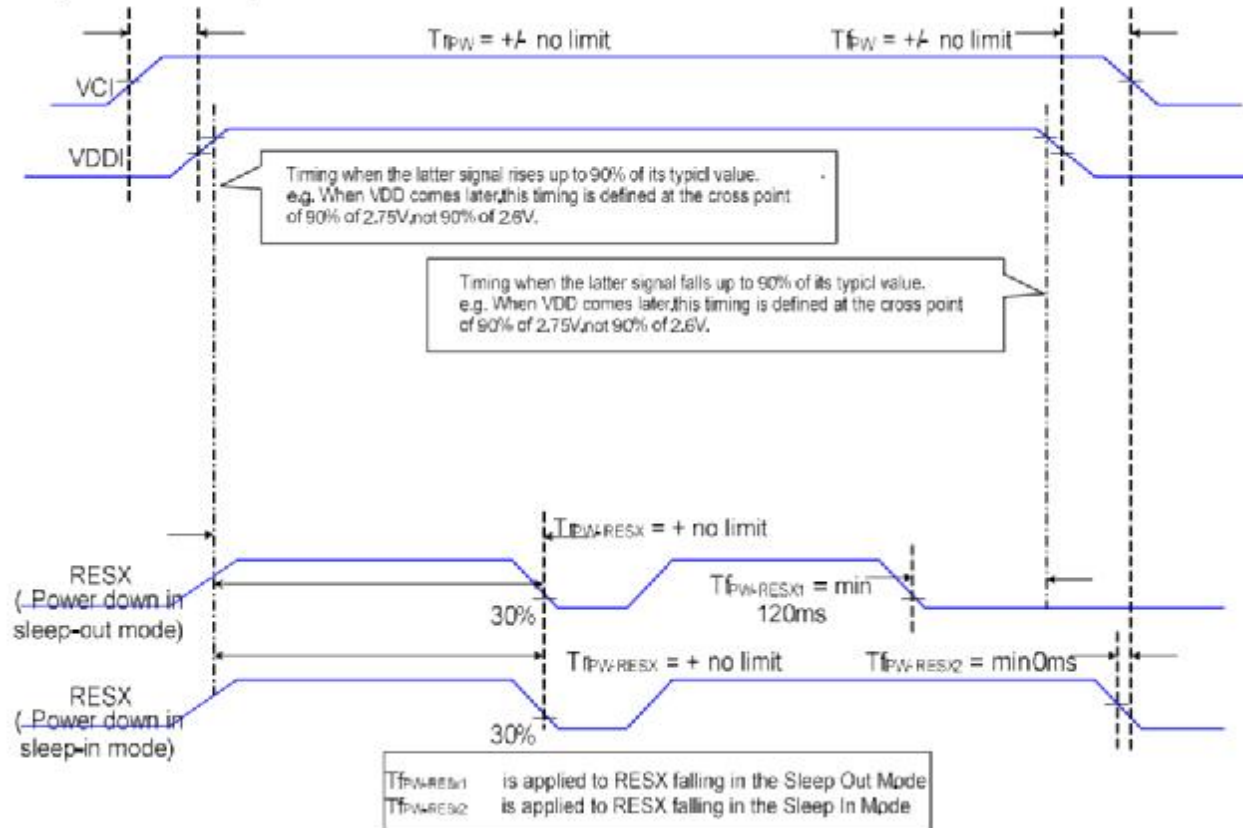 TrPW = +/- no limit
TfPW = +/- no limit
VCI
VDDI
Timing when the latter signal rises up to 90% of its typicl value.
e.g. When VDD comes later,this timing is defined at the cross point
of 90% of 2.75V,not 90% of 2.6V.
Timing when the latter signal falls up to 90% of its typicl value.
e.g. When VDD comes later,this timing is defined at the cross point
of 90% of 2.75V,not 90% of 2.6V.
TrPW-RESX = + no limit
RESX
( Power down in
sleep-out mode)
30%
TfPW-RESX1 = min
120ms
TrPW-RESX = + no limit
TfPW-RESX2 = min0ms
RESX
( Power down in
sleep-in mode)
30%
TfPW-RESx1 is applied to RESX falling in the Sleep Out Mode
TfPW-RESx2 is applied to RESX falling in the Sleep In Mode